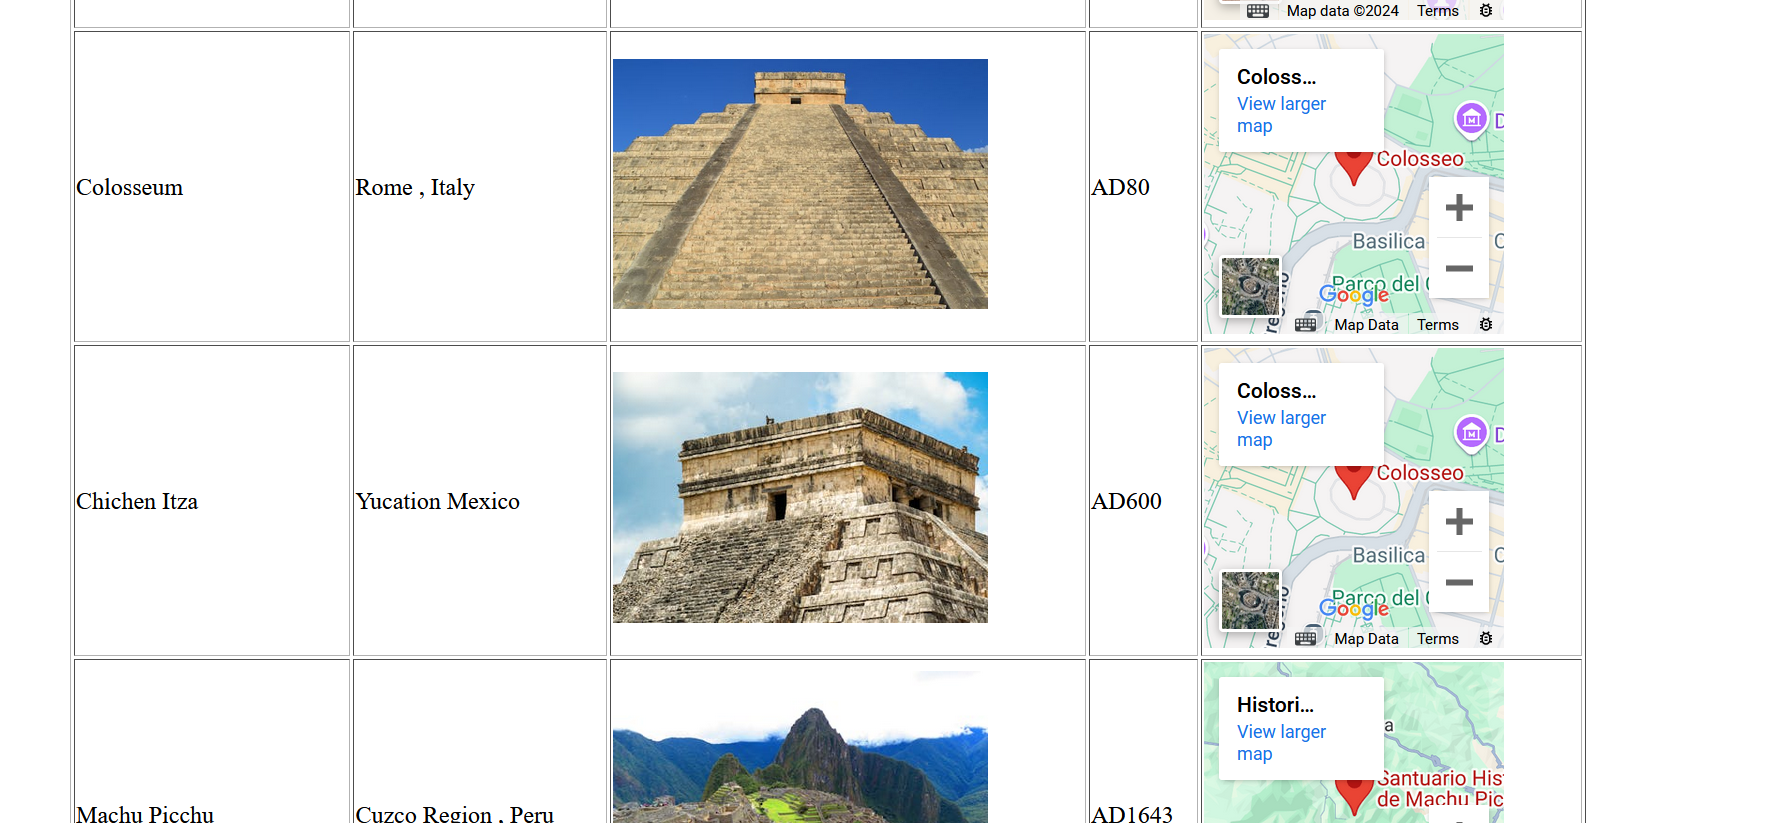 Map data ©2024 Terms
Colosseum
Rome , Italy
AD80
Coloss...
View larger
map
D
Colosseo
Basilica
C
Parco del C
Google
Map Data Terms
Chichen Itza
Yucation Mexico
AD600
Coloss...
View larger
map
D
Colosseo
Basilica
C
Parco del C
Google
Map Data Terms
Machu Picchu
Cuzco Region , Peru
AD1643
Histori...
View larger
map
a
Santuario His
de Machu Pic